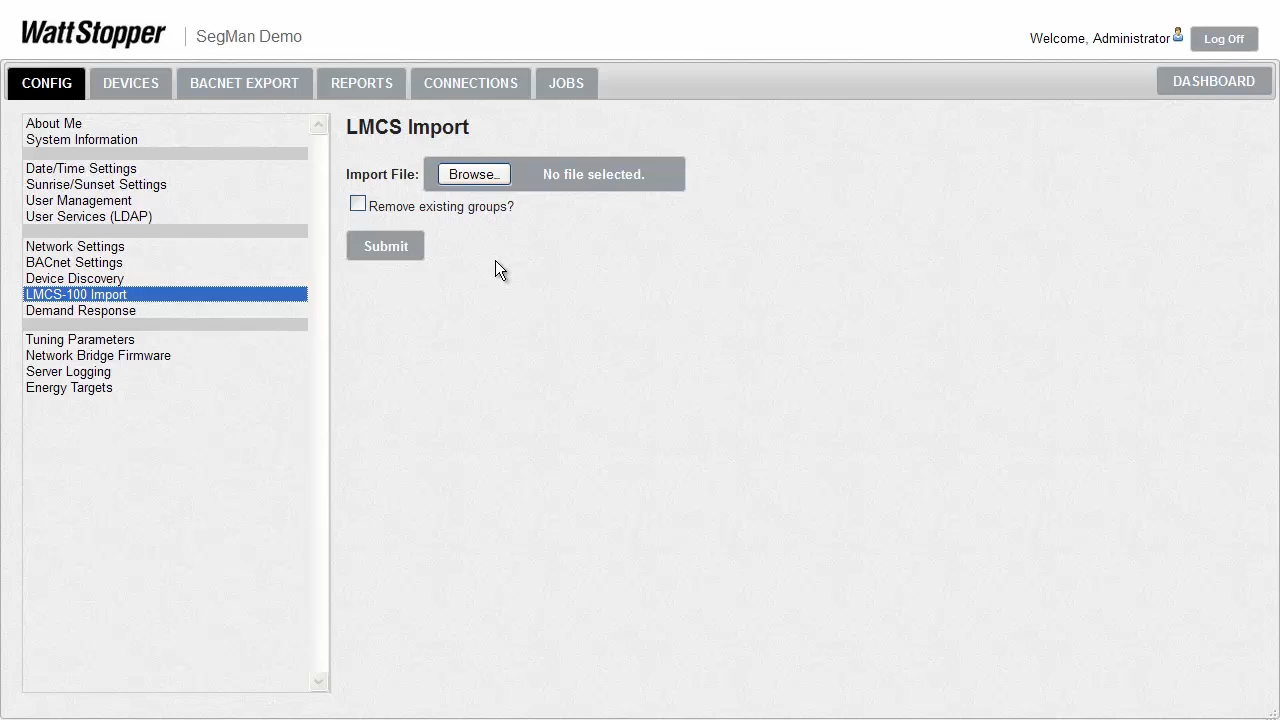 WattStopper
SegMan Demo
Welcome, Administrator
Log Off
CONFIG
DEVICES
BACNET EXPORT
REPORTS
CONNECTIONS
JOBS
DASHBOARD
About Me
System Information
Date/Time Settings
Sunrise/Sunset Settings
User Management
User Services (LDAP)
Network Settings
BACnet Settings
Device Discovery
LMCS-100 Import
Demand Response
Tuning Parameters
Network Bridge Firmware
Server Logging
Energy Targets
LMCS Import
Import File: Browse... No file selected.
Remove existing groups?
Submit